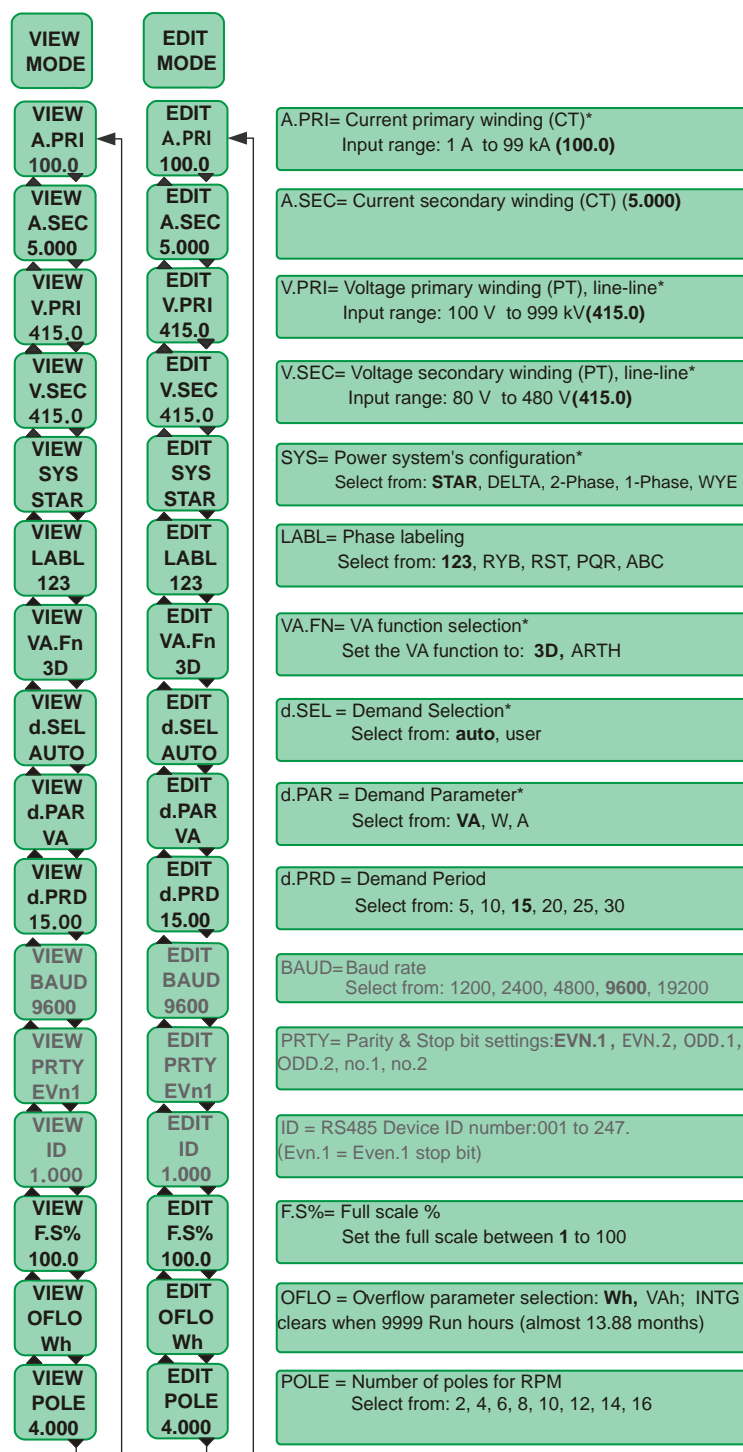 VIEW
MODE
EDIT
MODE
VIEW
A.PRI
100.0
EDIT
A.PRI
100.0
A.PRI= Current primary winding (CT)*
Input range: 1 A to 99 kA (100.0)
VIEW
A.SEC
5.000
EDIT
A.SEC
5.000
A.SEC= Current secondary winding (CT) (5.000)
VIEW
V.PRI
415.0
EDIT
V.PRI
415.0
V.PRI= Voltage primary winding (PT), line-line*
Input range: 100 V to 999 kV(415.0)
VIEW
V.SEC
415.0
EDIT
V.SEC
415.0
V.SEC= Voltage secondary winding (PT), line-line*
Input range: 80 V to 480 V(415.0)
VIEW
SYS
STAR
EDIT
SYS
STAR
SYS= Power system's configuration*
Select from: STAR, DELTA, 2-Phase, 1-Phase, WYE
VIEW
LABL
123
EDIT
LABL
123
LABL= Phase labeling
Select from: 123, RYB, RST, PQR, ABC
VIEW
VA.Fn
3D
EDIT
VA.Fn
3D
VA.FN= VA function selection*
Set the VA function to: 3D, ARTH
VIEW
d.SEL
AUTO
EDIT
d.SEL
AUTO
d.SEL = Demand Selection*
Select from: auto, user
VIEW
d.PAR
VA
EDIT
d.PAR
VA
d.PAR = Demand Parameter*
Select from: VA, W, A
VIEW
d.PRD
15.00
EDIT
d.PRD
15.00
d.PRD = Demand Period
Select from: 5, 10, 15, 20, 25, 30
VIEW
BAUD
9600
EDIT
BAUD
9600
BAUD= Baud rate
Select from: 1200, 2400, 4800, 9600, 19200
VIEW
PRTY
EVn1
EDIT
PRTY
EVn1
PRTY= Parity & Stop bit settings:EVN.1, EVN.2, ODD.1,
ODD.2, no.1, no.2
VIEW
ID
1.000
EDIT
ID
1.000
ID = RS485 Device ID number:001 to 247.
(Evn.1 = Even.1 stop bit)
VIEW
F.S%
100.0
EDIT
F.S%
100.0
F.S%= Full scale %
Set the full scale between 1 to 100
VIEW
OFLO
Wh
EDIT
OFLO
Wh
OFLO = Overflow parameter selection: Wh, VAh; INTG
clears when 9999 Run hours (almost 13.88 months)
VIEW
POLE
4.000
EDIT
POLE
4.000
POLE = Number of poles for RPM
Select from: 2, 4, 6, 8, 10, 12, 14, 16